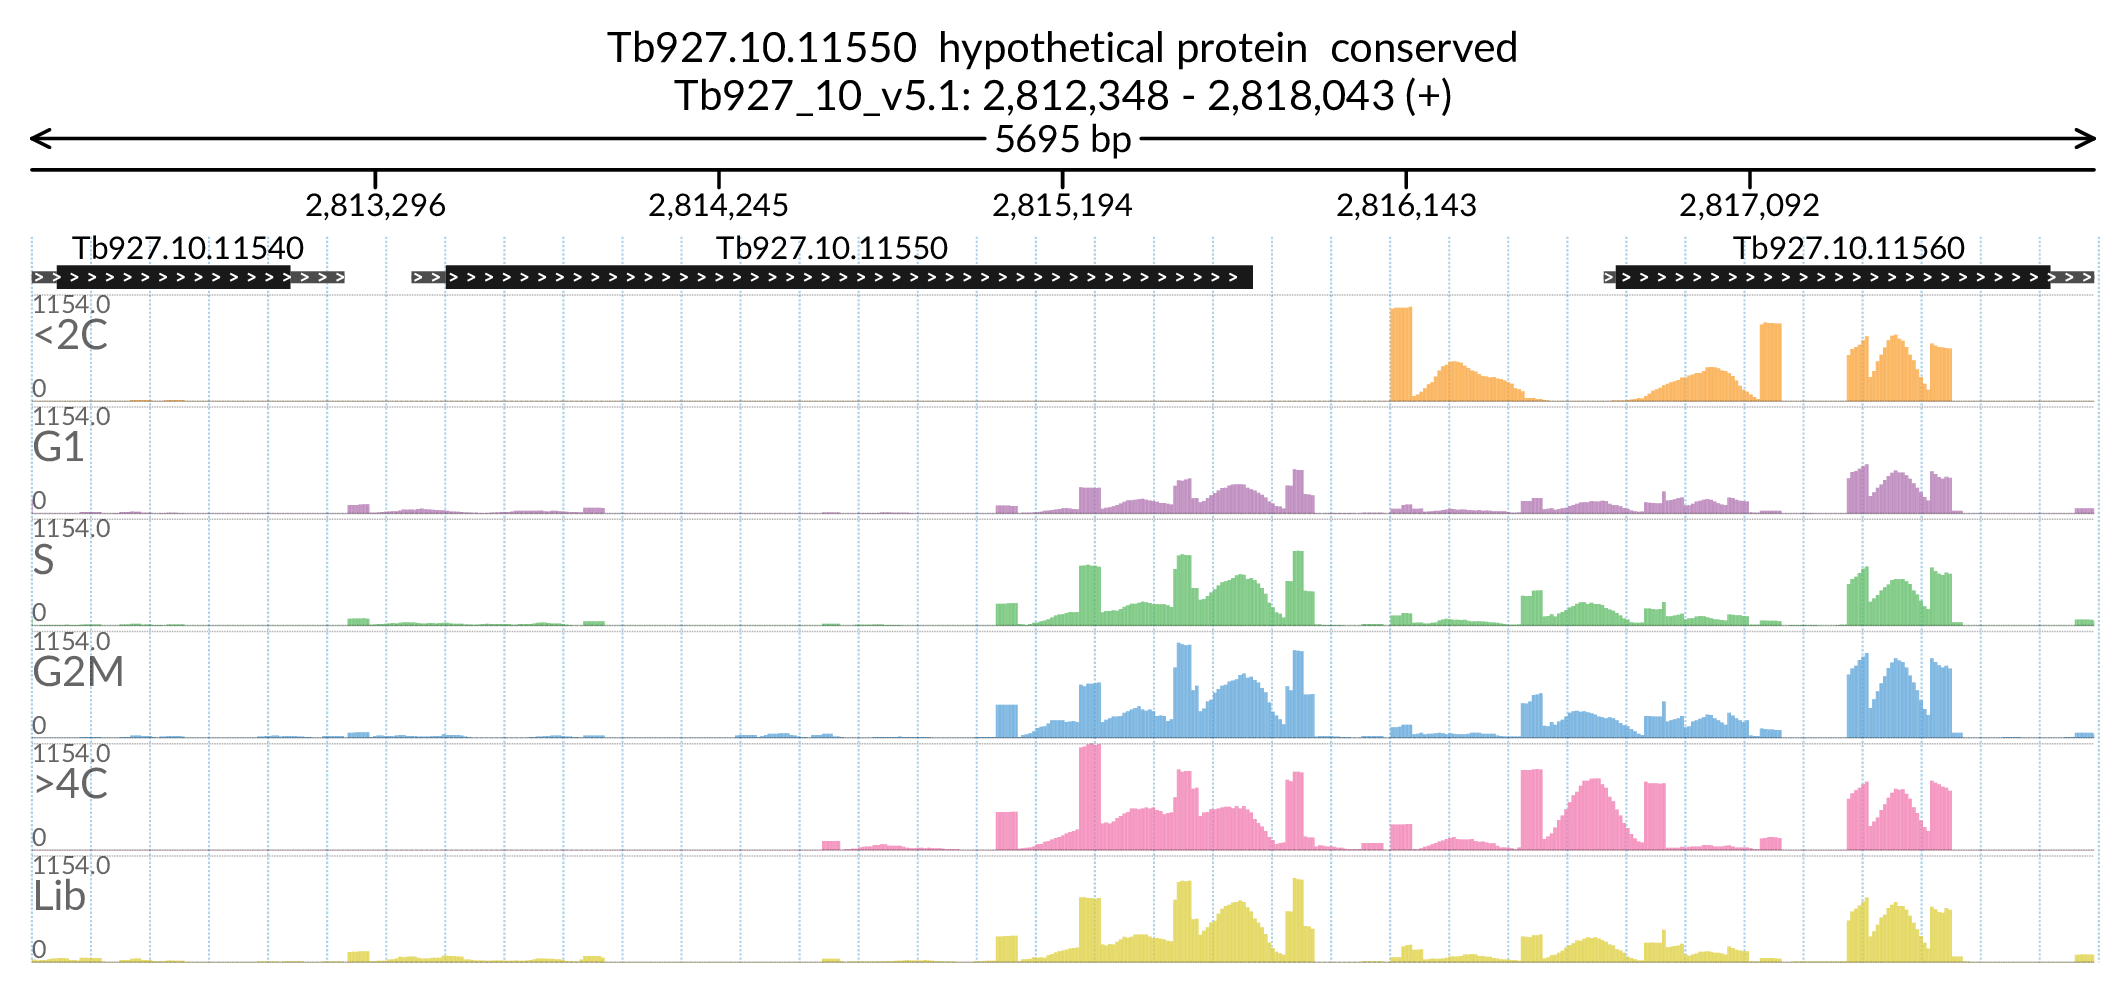 Tb927.10.11550  hypothetical protein  conserved
Tb927_10_v5.1: 2,812,348 - 2,818,043 (+)
5695 bp
2,813,296 2,814,245 2,815,194 2,816,143 2,817,092
Tb927.10.11540 Tb927.10.11550 Tb927.10.11560
1154.0
<2C
0
1154.0
G1
0
1154.0
S
0
1154.0
G2M
0
1154.0
>4C
0
1154.0
Lib
0